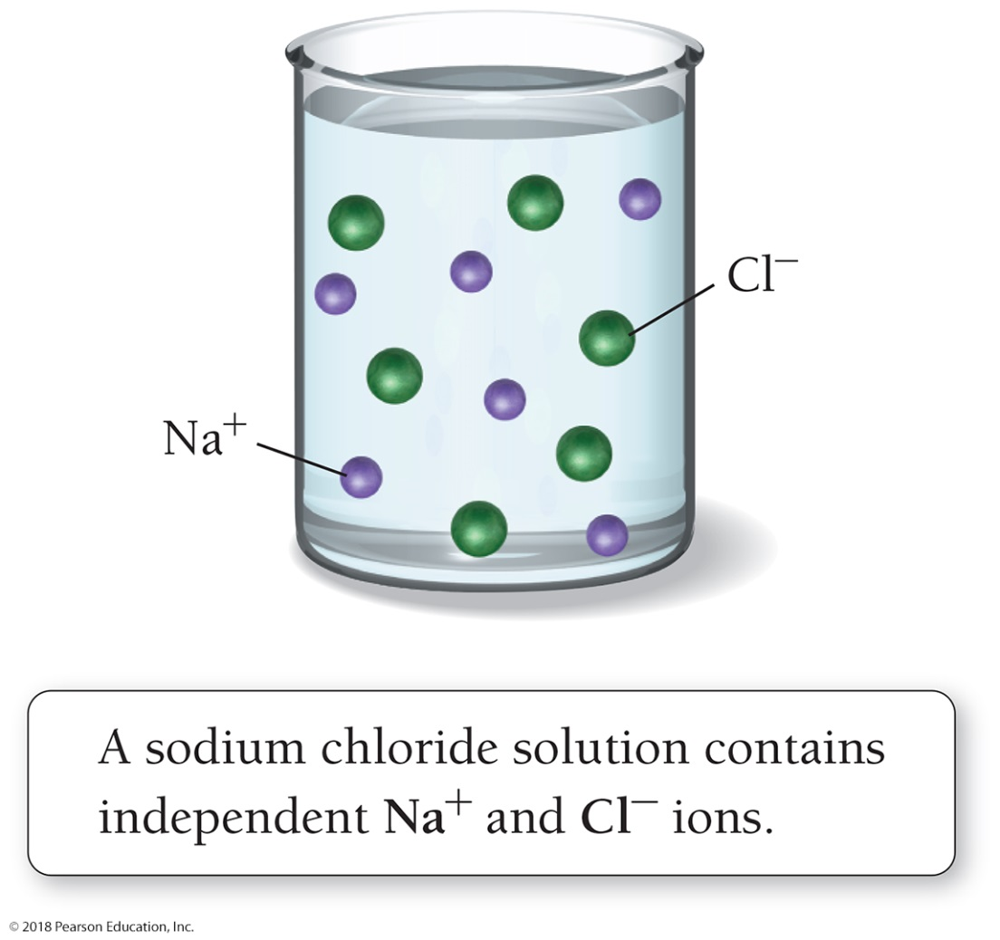 Cl⁻
Na⁺
A sodium chloride solution contains
independent Na⁺ and Cl⁻ ions.
© 2018 Pearson Education, Inc.